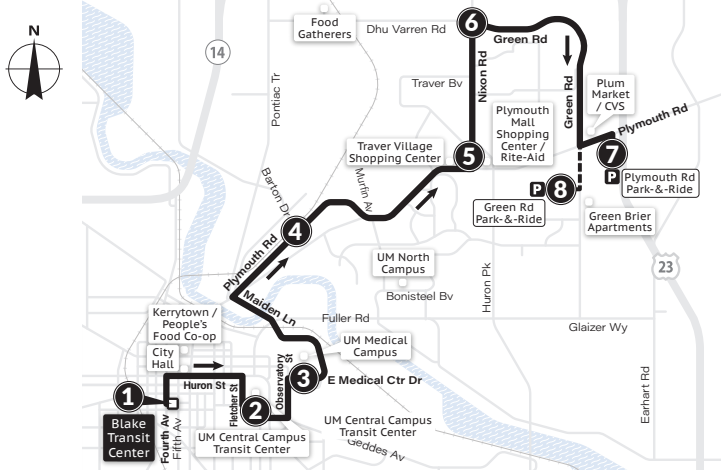 N
14
Food
Gatherers
Dhu Varren Rd
6
Green Rd
Nixon Rd
Green Rd
Traver Bv
Plum
Market
/ CVS
Plymouth Rd
Pontiac Tr
Plymouth
Mall
Shopping
Center /
Rite-Aid
Traver Village
Shopping Center
5
7
P
Plymouth Rd
Park-&-Ride
P
8
Green Rd
Park-&-Ride
Green Brier
Apartments
Barton Dr
Murfin Av
4
Plymouth Rd
UM North
Campus
Huron Pk
23
Bonisteel Bv
Maiden Ln
Fuller Rd
Glaizer Wy
Kerrytown /
People's
Food Co-op
City
Hall
UM Medical
Campus
Huron St
Observatory
St
3
E Medical Ctr Dr
Earhart Rd
1
Blake
Transit
Center
Fourth Av
Fifth Av
Fletcher St
2
UM Central Campus
Transit Center
UM Central Campus
Transit Center
Geddes Av